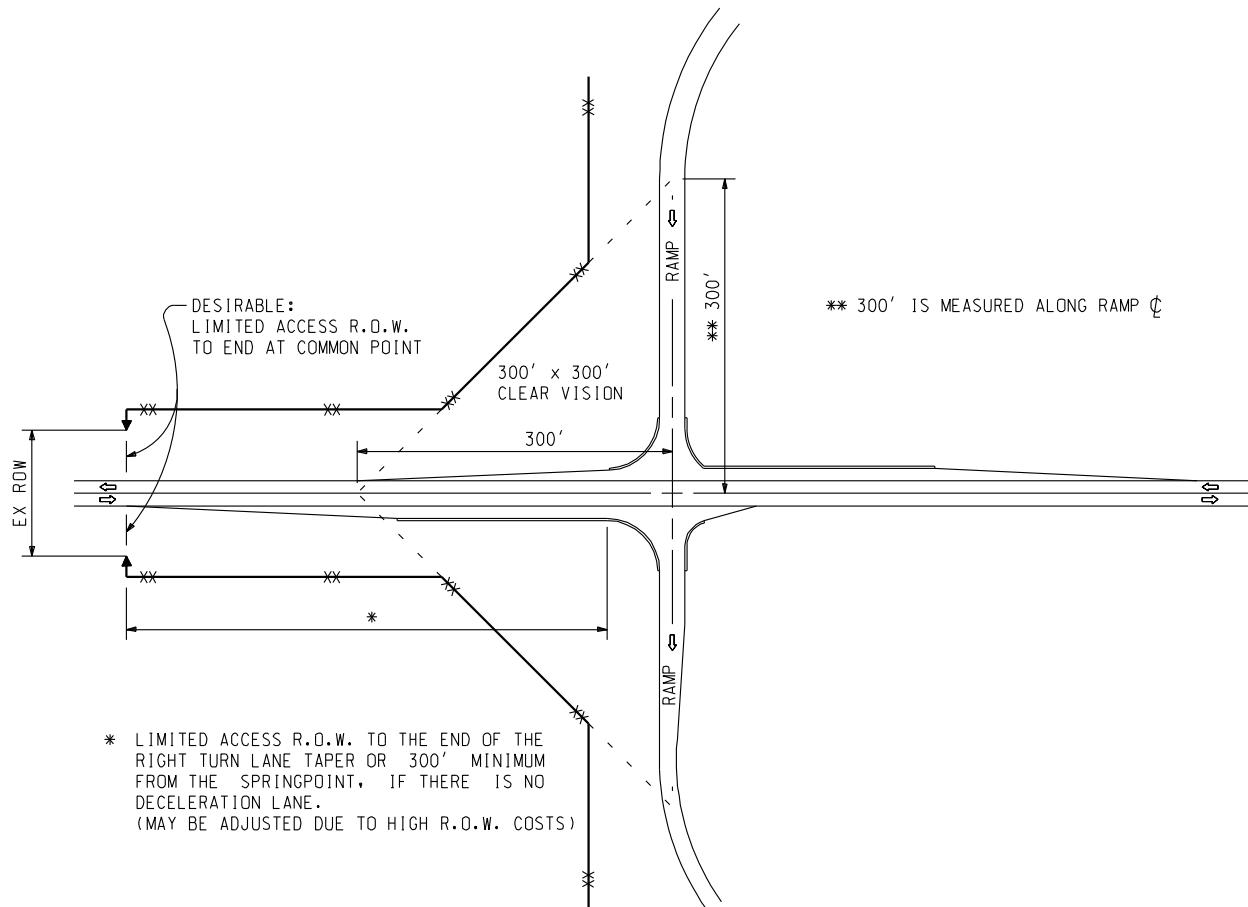 DESIRABLE:
LIMITED ACCESS R.O.W.
TO END AT COMMON POINT
RAMP
** 300'
** 300' IS MEASURED ALONG RAMP ℄
300' x 300'
CLEAR VISION
300'
EX ROW
*
RAMP
* LIMITED ACCESS R.O.W. TO THE END OF THE
RIGHT TURN LANE TAPER OR 300' MINIMUM
FROM THE SPRINGPOINT, IF THERE IS NO
DECELERATION LANE.
(MAY BE ADJUSTED DUE TO HIGH R.O.W. COSTS)